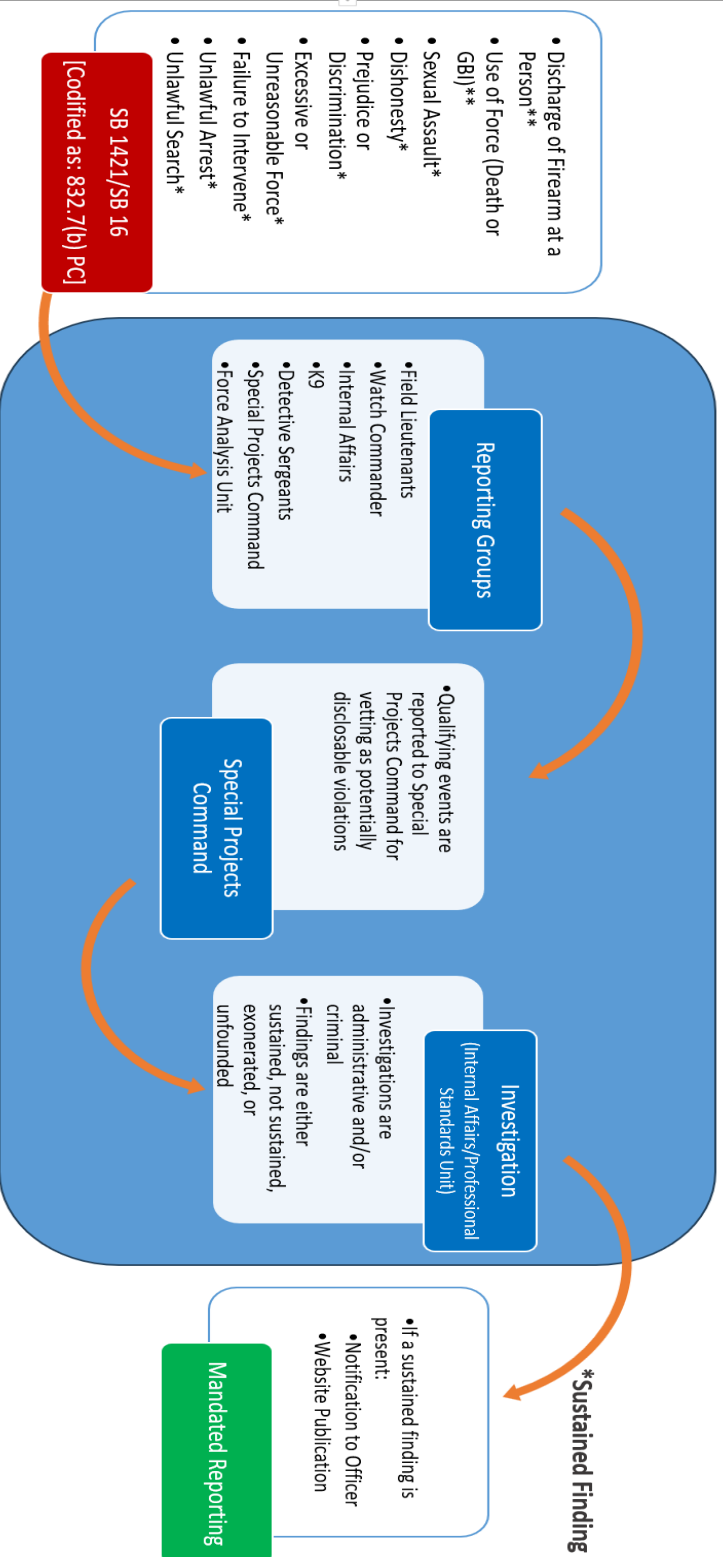 • Discharge of Firearm at a
Person**
• Use of Force (Death or
GBI)**
• Sexual Assault*
• Dishonesty*
• Prejudice or
Discrimination*
• Excessive or
Unreasonable Force*
• Failure to Intervene*
• Unlawful Arrest*
• Unlawful Search*
SB 1421/SB 16
[Codified as: 832.7(b) PC]
Reporting Groups
•Field Lieutenants
•Watch Commander
•Internal Affairs
•K9
•Detective Sergeants
•Special Projects Command
•Force Analysis Unit
•Qualifying events are
reported to Special
Projects Command for
vetting as potentially
disclosable violations
Special Projects
Command
Investigation
(Internal Affairs/Professional
Standards Unit)
•Investigations are
administrative and/or
criminal
•Findings are either
sustained, not sustained,
exonerated, or
unfounded
*Sustained Finding
•If a sustained finding is
present:
•Notification to Officer
•Website Publication
Mandated Reporting